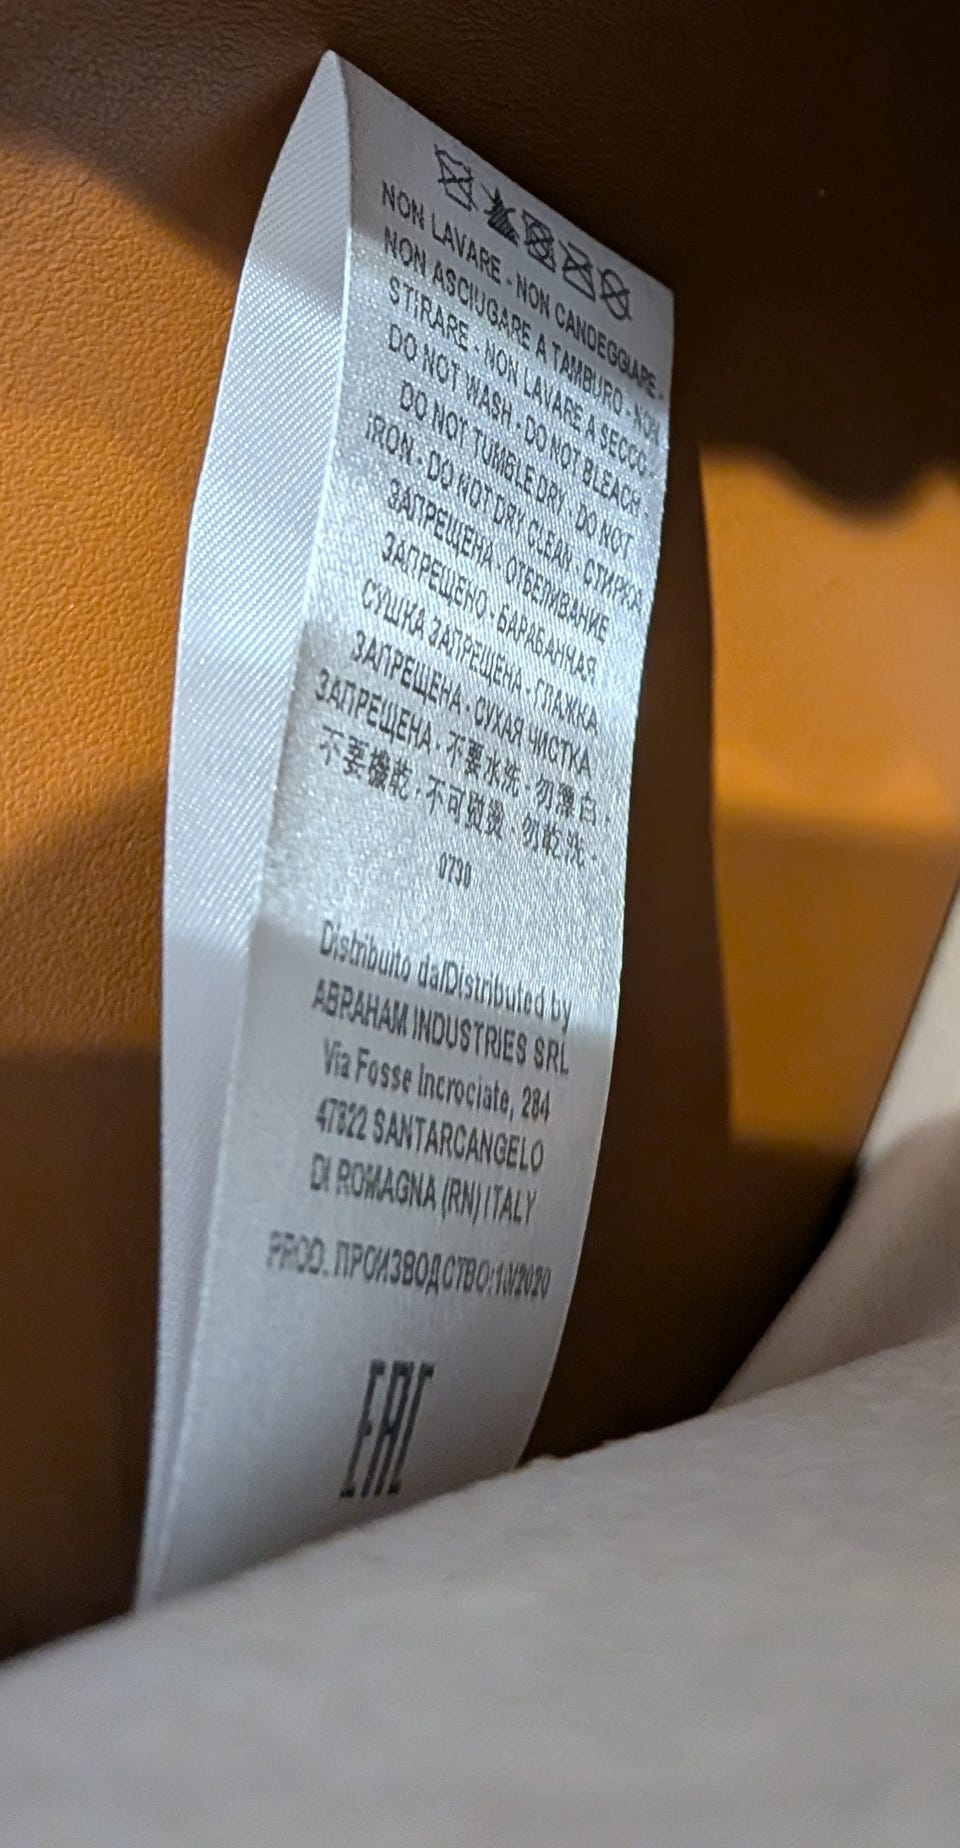 NON LAVARE - NON CANDEGGIARE -
NON ASCIUGARE A TAMBURO - NON
STIRARE - NON LAVARE A SECCO -
DO NOT WASH - DO NOT BLEACH -
DO NOT TUMBLE DRY - DO NOT
IRON - DO NOT DRY CLEAN - СТИРКА
ЗАПРЕЩЕНА - ОТБЕЛИВАНИЕ
ЗАПРЕЩЕНО - БАРАБАННАЯ
СУШКА ЗАПРЕЩЕНА - ГЛАЖКА
ЗАПРЕЩЕНА - СУХАЯ ЧИСТКА
ЗАПРЕЩЕНА - 不要水洗 - 勿漂白 -
不要機乾 - 不可熨燙 - 勿乾洗 -
0730
Distribuito da/Distributed by
ABRAHAM INDUSTRIES SRL
Via Fosse Incrociate, 284
47822 SANTARCANGELO
DI ROMAGNA (RN) ITALY
PROD. ПРОИЗВОДСТВО:10/2020
EAC